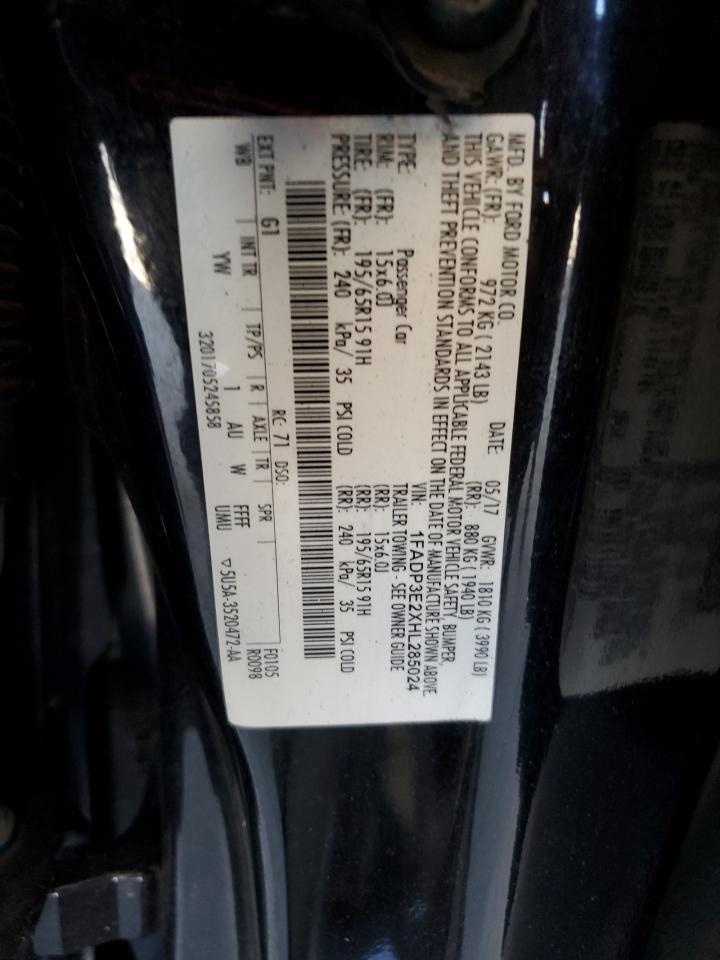 MFD. BY FORD MOTOR CO.
DATE: 05/17 GVWR: 1810 KG ( 3990 LB)
GAWR: (FR): 972 KG ( 2143 LB) (RR): 880 KG ( 1940 LB)
THIS VEHICLE CONFORMS TO ALL APPLICABLE FEDERAL MOTOR VEHICLE SAFETY, BUMPER,
AND THEFT PREVENTION STANDARDS IN EFFECT ON THE DATE OF MANUFACTURE SHOWN ABOVE.
VIN: 1FADP3E2XHL285024
TYPE: Passenger Car TRAILER TOWING - SEE OWNER GUIDE
RIM: (FR): 15x6.0J (RR): 15x6.0J
TIRE: (FR): 195/65R15 91H (RR): 195/65R15 91H
PRESSURE: (FR): 240 kPa/ 35 PSI COLD (RR): 240 kPa/ 35 PSI COLD
RC: 71 DSO:
EXT PNT: G1 F0105
R0098
WB INT TR TP/PS R AXLE TR SPR
YW 1 AU W FFFF UMU
3201705245858 ▽5U5A-3520472-AA